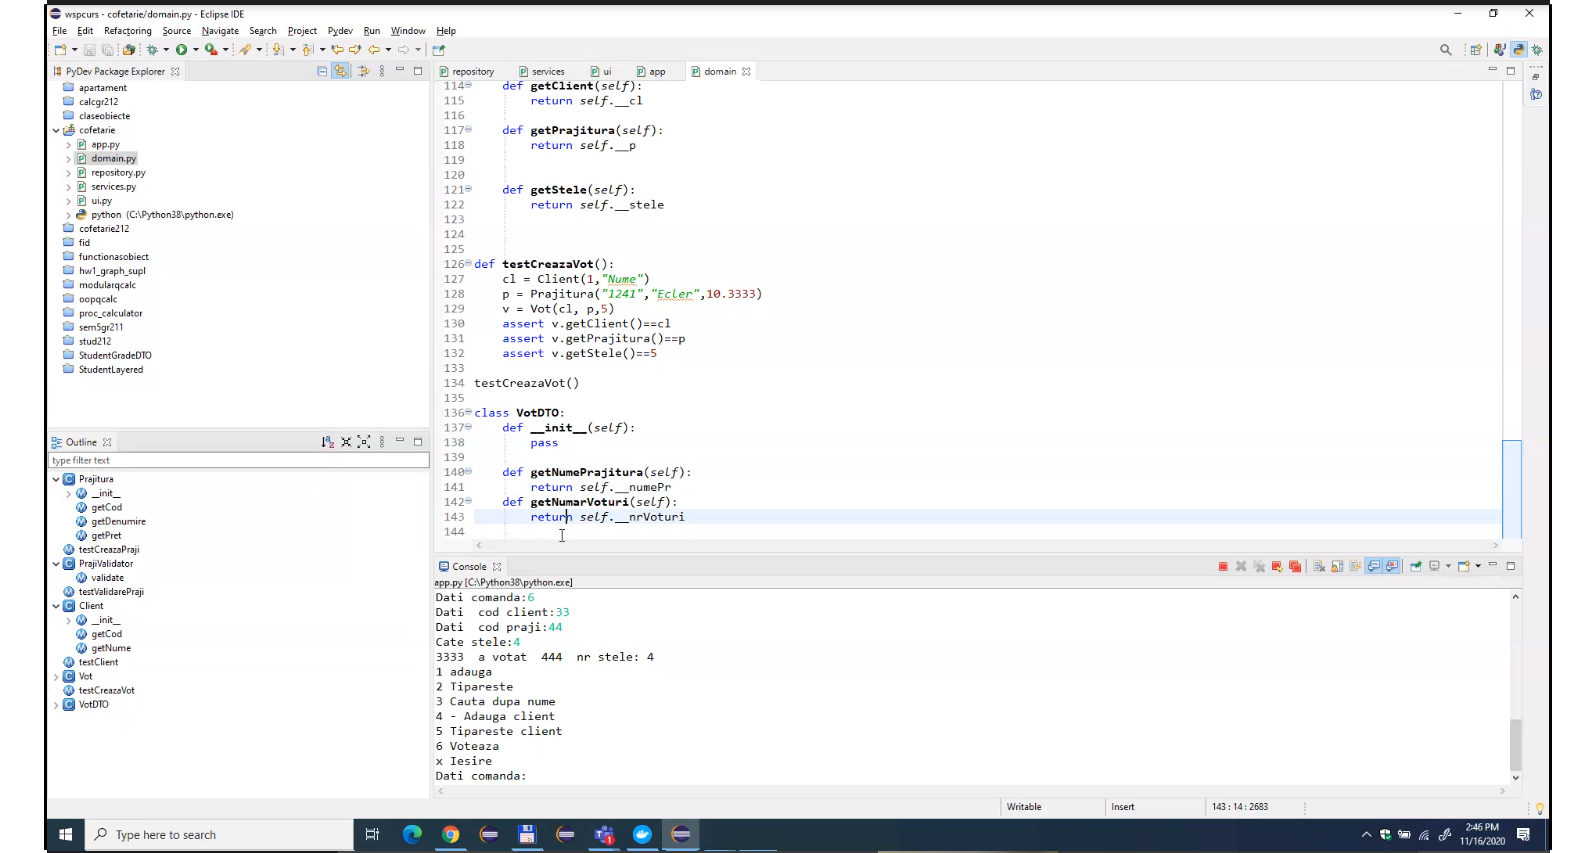 wspcurs - cofetarie/domain.py - Eclipse IDE
File Edit Refactoring Source Navigate Search Project Pydev Run Window Help
PyDev Package Explorer
apartament
calcgr212
claseobiecte
cofetarie
app.py
domain.py
repository.py
services.py
ui.py
python (C:\Python38\python.exe)
cofetarie212
fid
functionasobiect
hw1_graph_supl
modularqcalc
oopqcalc
proc_calculator
sem5gr211
stud212
StudentGradeDTO
StudentLayered
Outline
type filter text
Prajitura
__init__
getCod
getDenumire
getPret
testCreazaPraji
PrajiValidator
validate
testValidarePraji
Client
__init__
getCod
getNume
testClient
Vot
testCreazaVot
VotDTO
repository services ui app domain
114 def getClient(self):
115 return self.__cl
116
117 def getPrajitura(self):
118 return self.__p
119
120
121 def getStele(self):
122 return self.__stele
123
124
125
126 def testCreazaVot():
127 cl = Client(1,"Nume")
128 p = Prajitura("1241","Ecler",10.3333)
129 v = Vot(cl, p,5)
130 assert v.getClient()==cl
131 assert v.getPrajitura()==p
132 assert v.getStele()==5
133
134 testCreazaVot()
135
136 class VotDTO:
137 def __init__(self):
138 pass
139
140 def getNumePrajitura(self):
141 return self.__numePr
142 def getNumarVoturi(self):
143 return self.__nrVoturi
144
Console
app.py [C:\Python38\python.exe]
Dati comanda:6
Dati  cod client:33
Dati  cod praji:44
Cate stele:4
3333  a votat  444  nr stele: 4
1 adauga
2 Tipareste
3 Cauta dupa nume
4 - Adauga client
5 Tipareste client
6 Voteaza
x Iesire
Dati comanda:
Writable Insert 143 : 14 : 2683
Type here to search
2:46 PM
11/16/2020